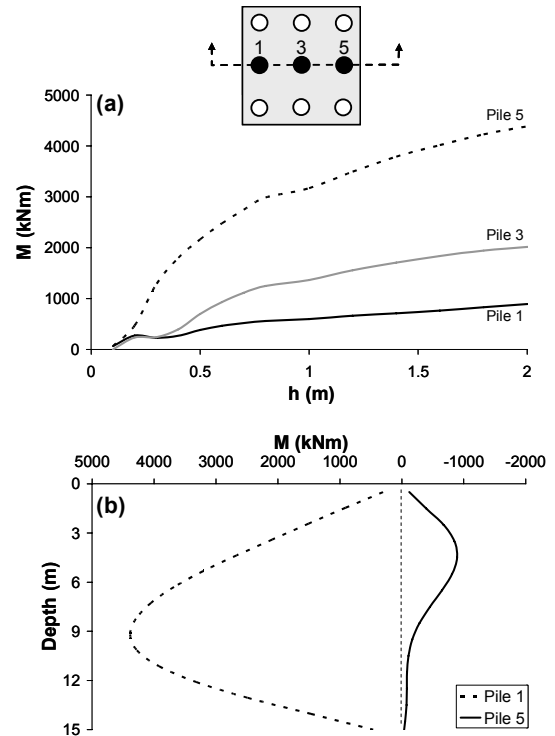 1 3 5
(a)
5000
4000
3000
2000
1000
0
M (kNm)
Pile 5
Pile 3
Pile 1
0 0.5 1 1.5 2
h (m)
M (kNm)
5000 4000 3000 2000 1000 0 -1000 -2000
(b)
0
3
6
9
12
15
Depth (m)
Pile 1
Pile 5